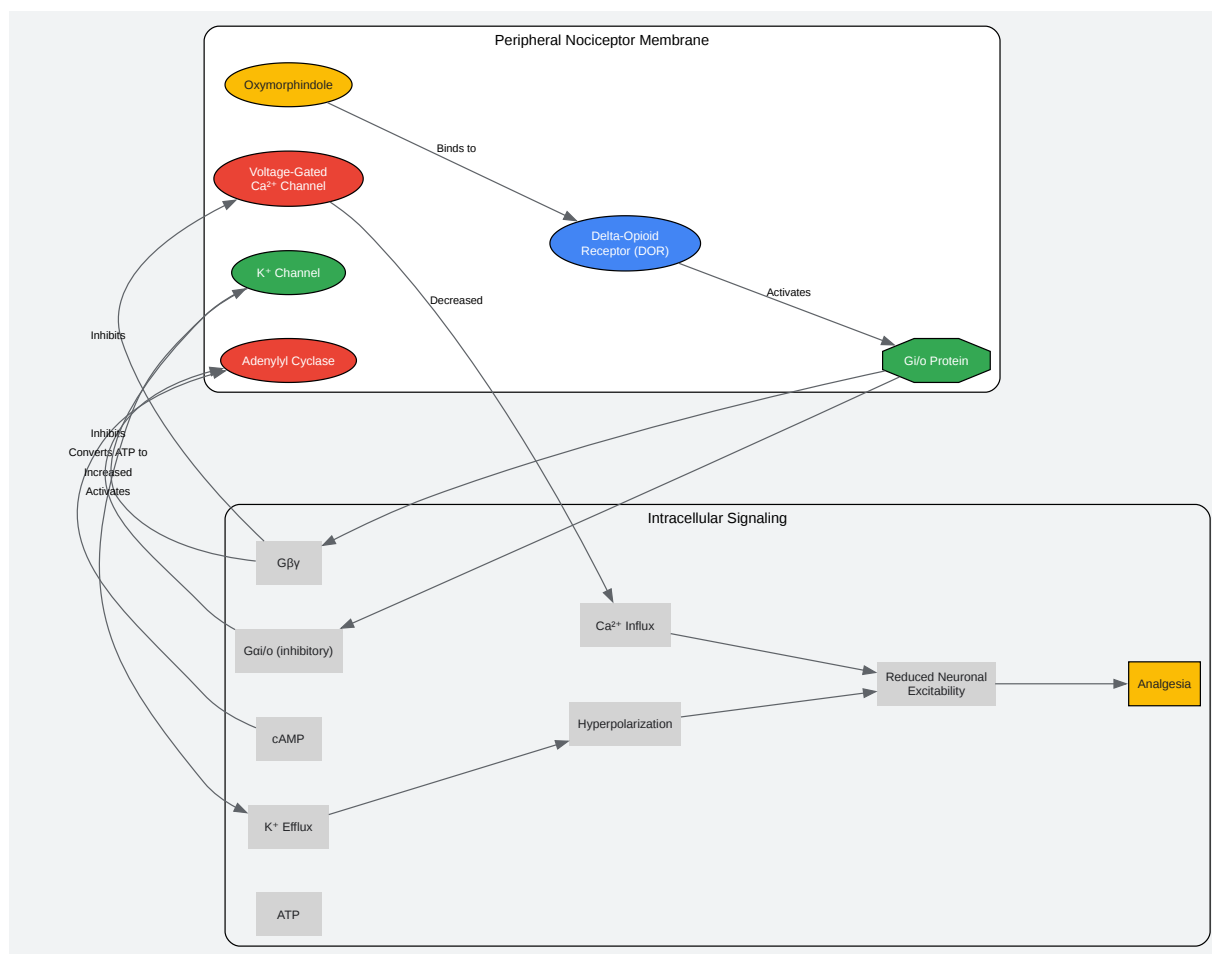 Peripheral Nociceptor Membrane
Oxymorphindole
Binds to
Voltage-Gated
Ca²⁺ Channel
Delta-Opioid
Receptor (DOR)
K⁺ Channel
Activates
Decreased
Inhibits
Adenylyl Cyclase
Gi/o Protein
Inhibits
Converts ATP to
Increased
Activates
Intracellular Signaling
Gβγ
Ca²⁺ Influx
Gαi/o (inhibitory)
Reduced Neuronal
Excitability
Analgesia
Hyperpolarization
cAMP
K⁺ Efflux
ATP